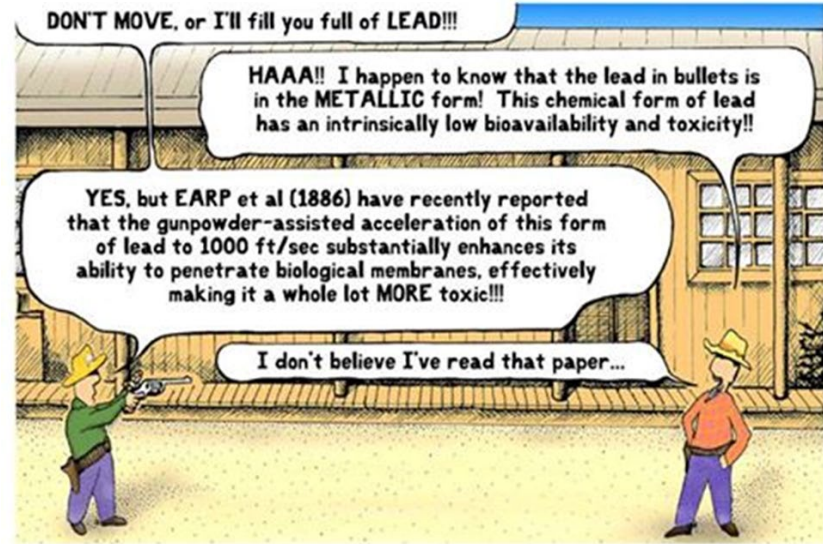 DON'T MOVE, or I'll fill you full of LEAD!!!
HAAA!! I happen to know that the lead in bullets is
in the METALLIC form! This chemical form of lead
has an intrinsically low bioavailability and toxicity!!
YES, but EARP et al (1886) have recently reported
that the gunpowder-assisted acceleration of this form
of lead to 1000 ft/sec substantially enhances its
ability to penetrate biological membranes, effectively
making it a whole lot MORE toxic!!!
I don't believe I've read that paper...